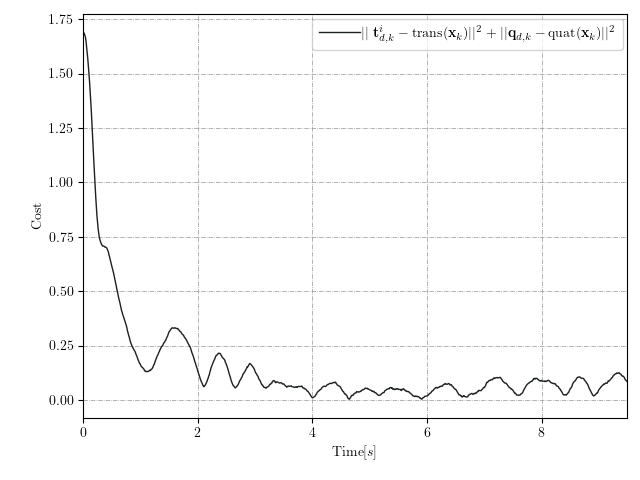 || t^i_{d,k} − trans(x_k)||^2 + ||q_{d,k} − quat(x_k)||^2
1.75
1.50
1.25
1.00
0.75
0.50
0.25
0.00
Cost
0 2 4 6 8
Time[s]